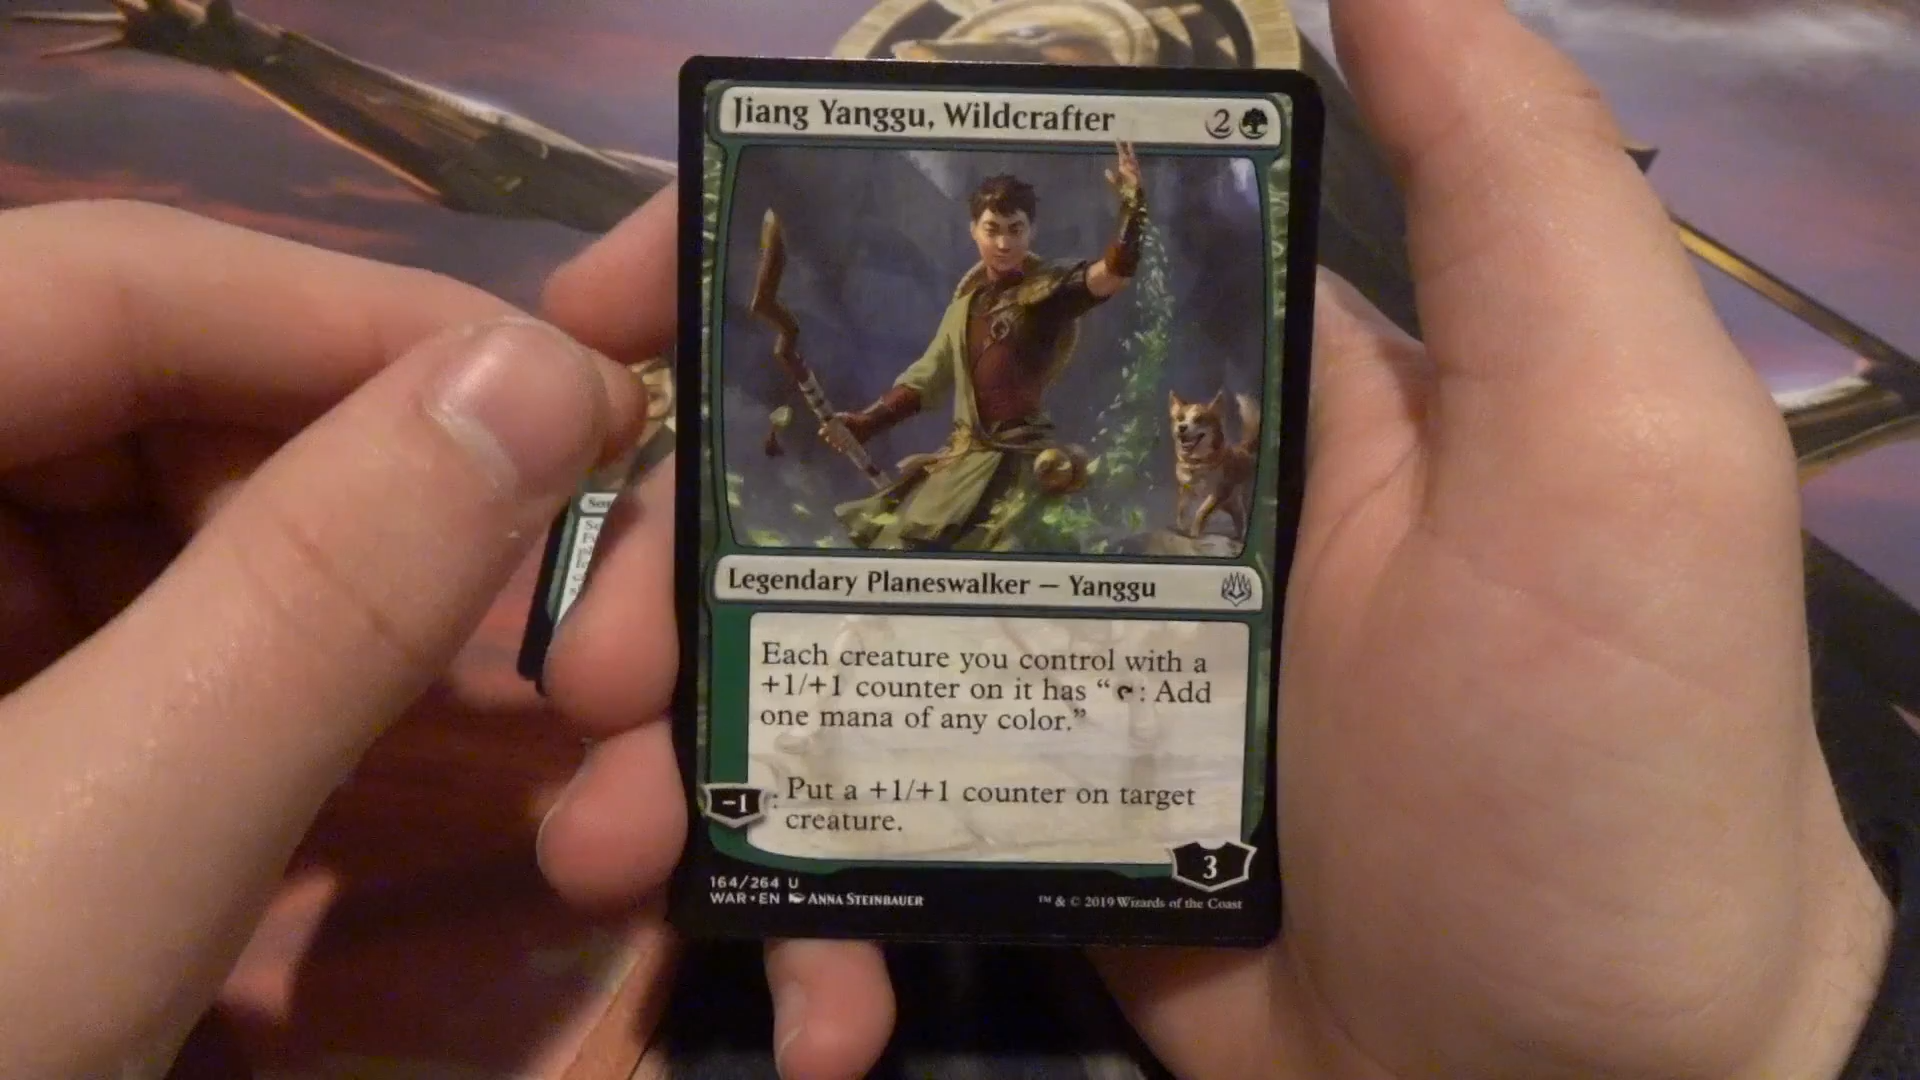 Jiang Yanggu, Wildcrafter 2
Legendary Planeswalker — Yanggu
Each creature you control with a
+1/+1 counter on it has “ : Add
one mana of any color.”
-1 : Put a +1/+1 counter on target
creature.
3
164/264 U
WAR • EN ANNA STEINBAUER
™ & © 2019 Wizards of the Coast